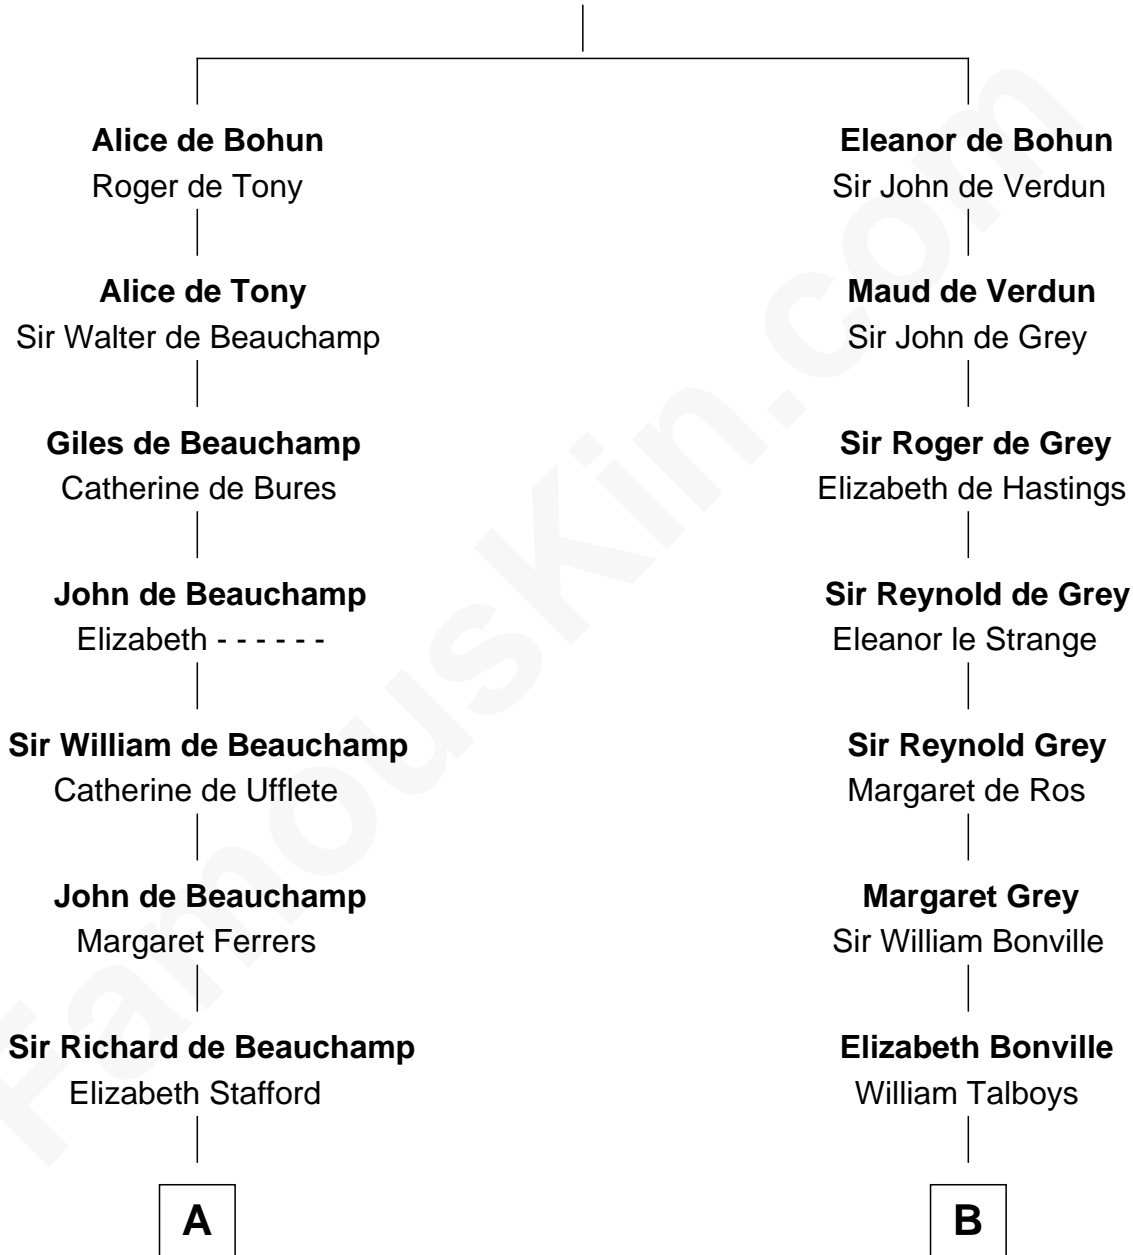 Alice de Bohun
Roger de Tony
Alice de Tony
Sir Walter de Beauchamp
Giles de Beauchamp
Catherine de Bures
John de Beauchamp
Elizabeth - - - - - -
Sir William de Beauchamp
Catherine de Ufflete
John de Beauchamp
Margaret Ferrers
Sir Richard de Beauchamp
Elizabeth Stafford
A
Eleanor de Bohun
Sir John de Verdun
Maud de Verdun
Sir John de Grey
Sir Roger de Grey
Elizabeth de Hastings
Sir Reynold de Grey
Eleanor le Strange
Sir Reynold Grey
Margaret de Ros
Margaret Grey
Sir William Bonville
Elizabeth Bonville
William Talboys
B
FamousKin.com